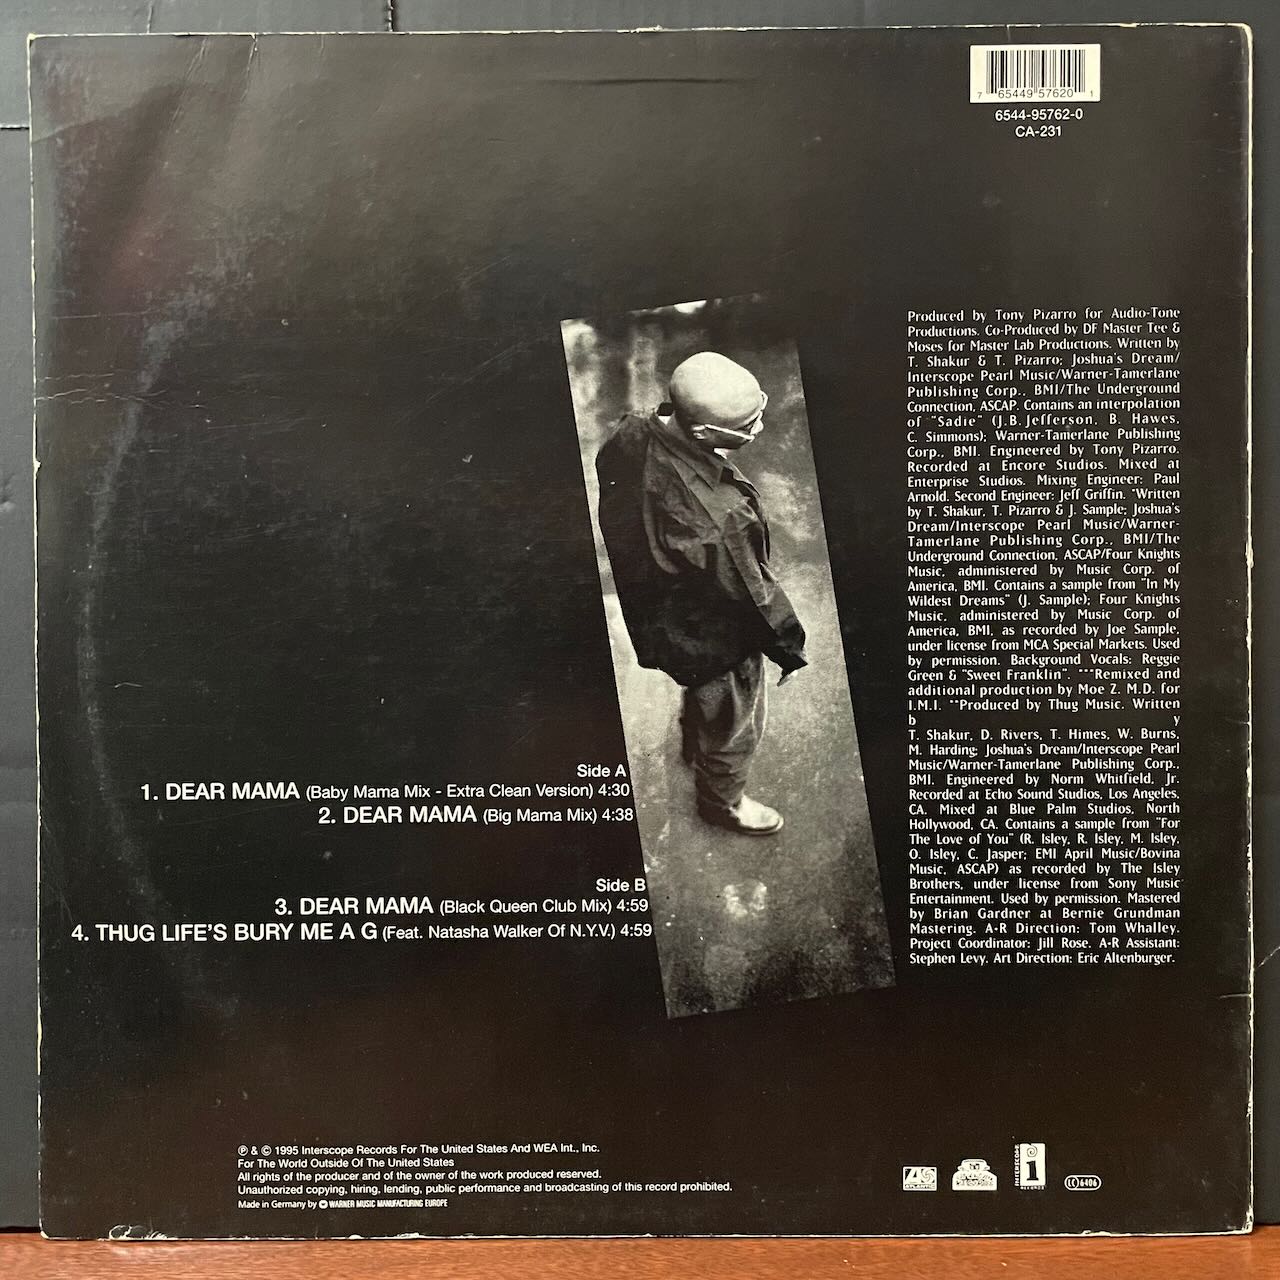 7 65449 57620 1
6544-95762-0
CA-231
Produced by Tony Pizarro for Audio-Tone
Productions. Co-Produced by DF Master Tee &
Moses for Master Lab Productions. Written by
T. Shakur & T. Pizarro; Joshua's Dream/
Interscope Pearl Music/Warner-Tamerlane
Publishing Corp., BMI/The Underground
Connection, ASCAP. Contains an interpolation
of "Sadie" (J.B. Jefferson, B. Hawes,
C. Simmons); Warner-Tamerlane Publishing
Corp., BMI. Engineered by Tony Pizarro.
Recorded at Encore Studios. Mixed at
Enterprise Studios. Mixing Engineer: Paul
Arnold. Second Engineer: Jeff Griffin. *Written
by T. Shakur, T. Pizarro & J. Sample; Joshua's
Dream/Interscope Pearl Music/Warner-
Tamerlane Publishing Corp., BMI/The
Underground Connection, ASCAP/Four Knights
Music, administered by Music Corp. of
America, BMI. Contains a sample from "In My
Wildest Dreams" (J. Sample); Four Knights
Music, administered by Music Corp. of
America, BMI, as recorded by Joe Sample,
under license from MCA Special Markets. Used
by permission. Background Vocals: Reggie
Green & "Sweet Franklin". ***Remixed and
additional production by Moe Z. M.D. for
I.M.I. **Produced by Thug Music. Written
b y
T. Shakur, D. Rivers, T. Himes, W. Burns,
M. Harding; Joshua's Dream/Interscope Pearl
Music/Warner-Tamerlane Publishing Corp.,
BMI. Engineered by Norm Whitfield, Jr.
Recorded at Echo Sound Studios, Los Angeles,
CA. Mixed at Blue Palm Studios, North
Hollywood, CA. Contains a sample from "For
The Love of You" (R. Isley, R. Isley, M. Isley,
O. Isley, C. Jasper; EMI April Music/Bovina
Music, ASCAP) as recorded by The Isley
Brothers, under license from Sony Music
Entertainment. Used by permission. Mastered
by Brian Gardner at Bernie Grundman
Mastering. A-R Direction: Tom Whalley.
Project Coordinator: Jill Rose. A-R Assistant:
Stephen Levy. Art Direction: Eric Altenburger.
Side A
1. DEAR MAMA (Baby Mama Mix - Extra Clean Version) 4:30
2. DEAR MAMA (Big Mama Mix) 4:38
Side B
3. DEAR MAMA (Black Queen Club Mix) 4:59
4. THUG LIFE'S BURY ME A G (Feat. Natasha Walker Of N.Y.V.) 4:59
℗ & © 1995 Interscope Records For The United States And WEA Int., Inc.
For The World Outside Of The United States
All rights of the producer and of the owner of the work produced reserved.
Unauthorized copying, hiring, lending, public performance and broadcasting of this record prohibited.
Made in Germany by WARNER MUSIC MANUFACTURING EUROPE
ATLANTIC
INTERSCOPE
RECORDS
LC 6406